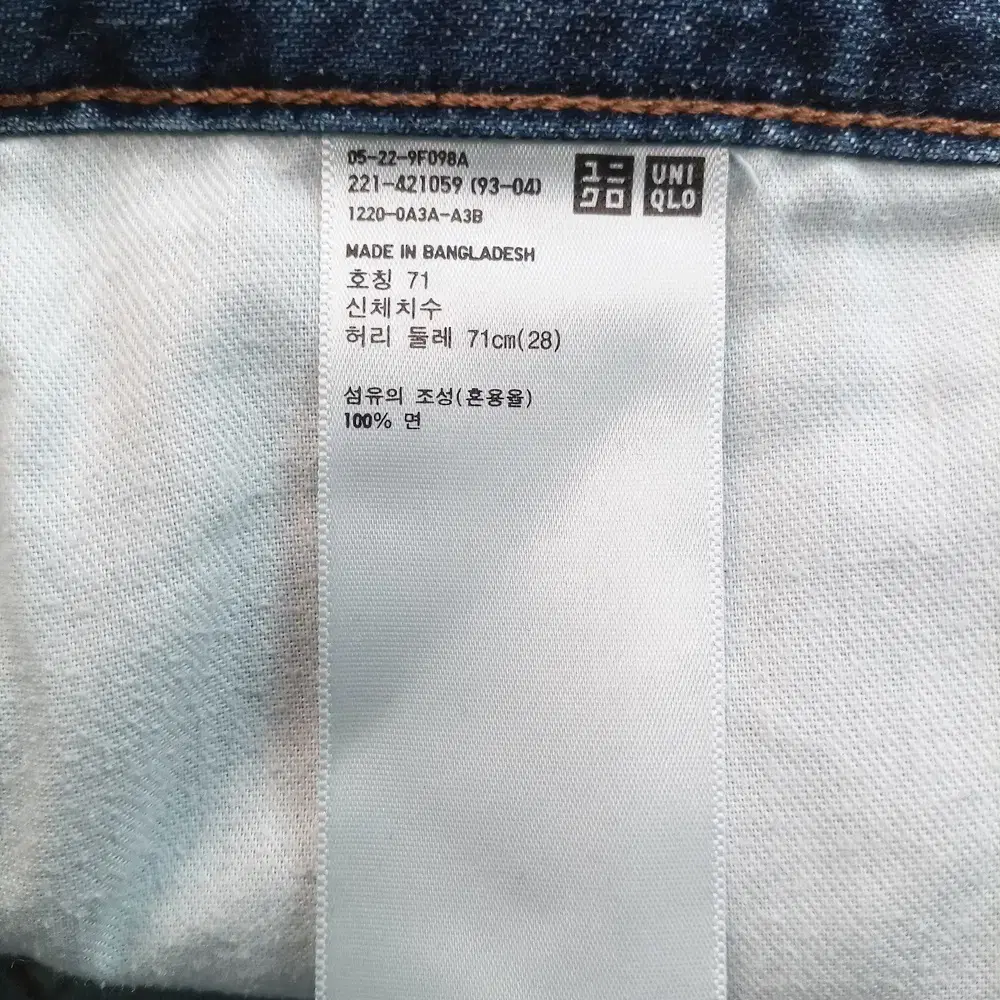 05-22-9F098A
221-421059 (93-04)
1220-0A3A-A3B
ユニ
クロ
UNI
QLO
MADE IN BANGLADESH
호칭 71
신체치수
허리 둘레 71cm(28)
섬유의 조성(혼용율)
100% 면